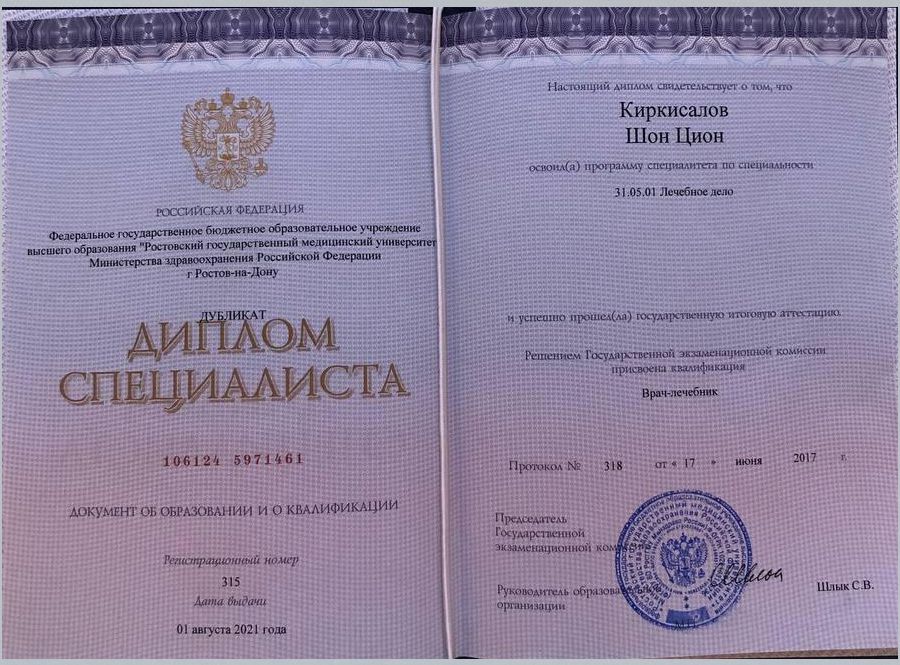 РОССИЙСКАЯ ФЕДЕРАЦИЯ
Федеральное государственное бюджетное образовательное учреждение
высшего образования "Ростовский государственный медицинский университет
Министерства здравоохранения Российской Федерации
г Ростов-на-Дону
ДУБЛИКАТ
ДИПЛОМ
СПЕЦИАЛИСТА
106124 5971461
ДОКУМЕНТ ОБ ОБРАЗОВАНИИ И О КВАЛИФИКАЦИИ
Регистрационный номер
315
Дата выдачи
01 августа 2021 года
Настоящий диплом свидетельствует о том, что
Киркисалов
Шон Цион
освоил(а) программу специалитета по специальности
31.05.01 Лечебное дело
и успешно прошел(ла) государственную итоговую аттестацию
Решением Государственной экзаменационной комиссии
присвоена квалификация
Врач-лечебник
Протокол № 318 от « 17 » июня 2017 г.
Председатель
Государственной
экзаменационной
Руководитель
организации
Шлык С.В.